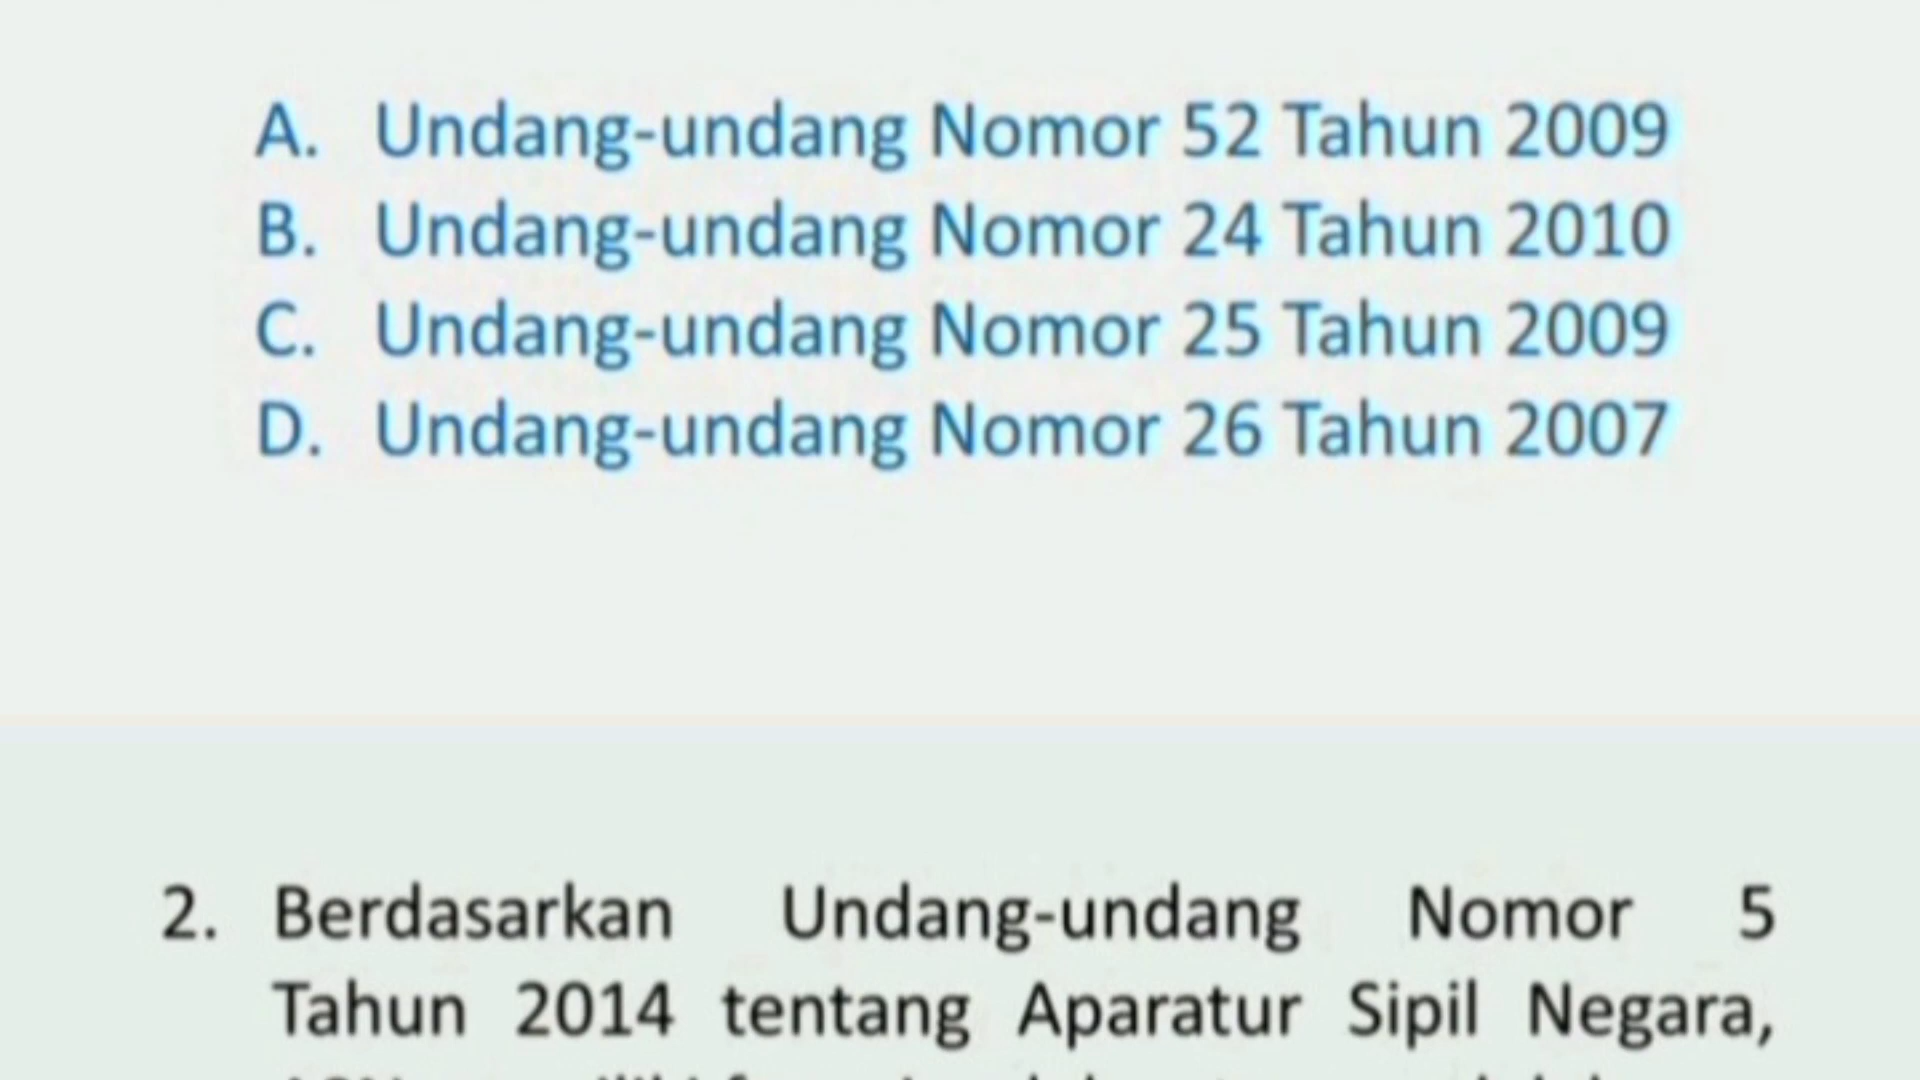 A. Undang-undang Nomor 52 Tahun 2009
B. Undang-undang Nomor 24 Tahun 2010
C. Undang-undang Nomor 25 Tahun 2009
D. Undang-undang Nomor 26 Tahun 2007
2. Berdasarkan Undang-undang Nomor 5
Tahun 2014 tentang Aparatur Sipil Negara,